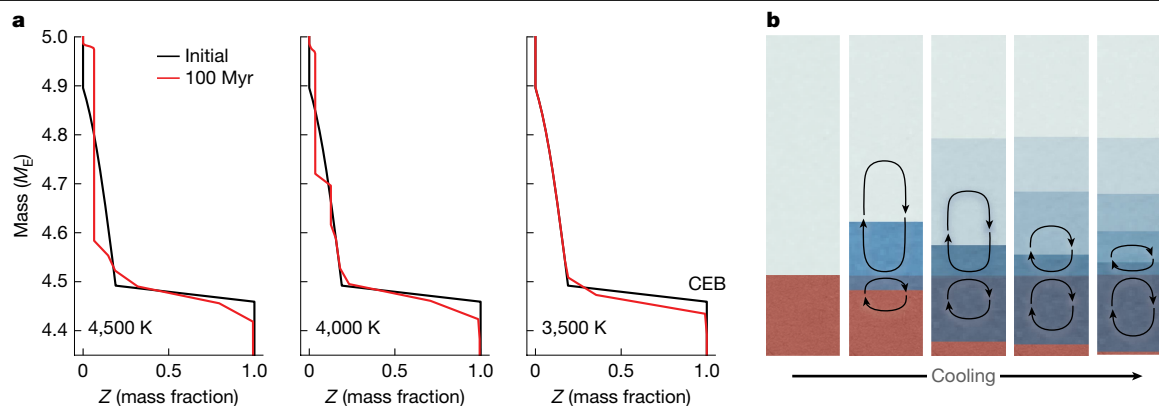 a
b
5.0
4.9
4.8
4.7
4.6
4.5
4.4
Mass (M_E)
Initial
100 Myr
4,500 K
4,000 K
3,500 K
CEB
0 0.5 1.0
0 0.5 1.0
0 0.5 1.0
Z (mass fraction)
Z (mass fraction)
Z (mass fraction)
Cooling